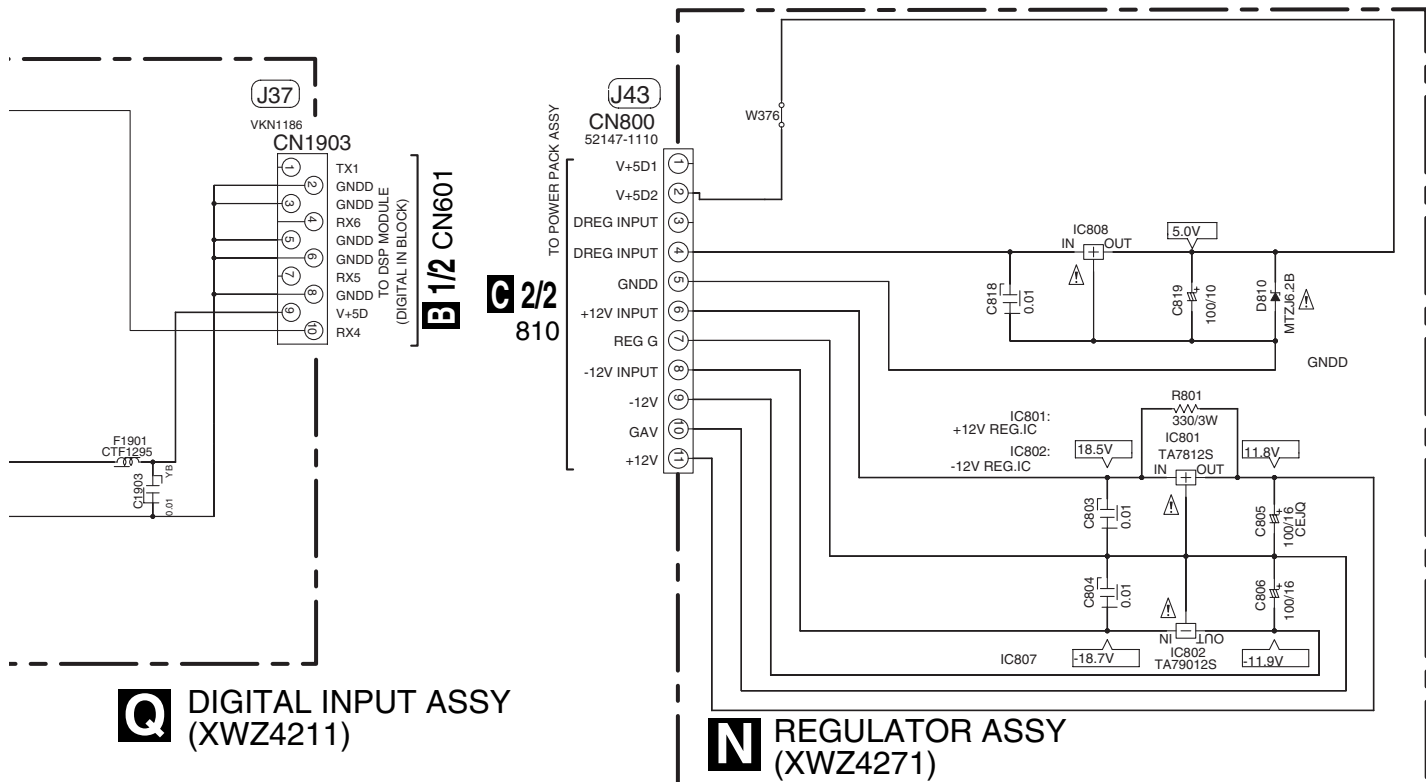 J37
VKN1186
CN1903
1 TX1
2 GNDD
3 GNDD
4 RX6
5 GNDD
6 GNDD
7 RX5
8 GNDD
9 V+5D
10 RX4
TO DSP MODULE
(DIGITAL IN BLOCK)
B 1/2 CN601
F1901
CTF1295
C1903
YB
0.01
Q DIGITAL INPUT ASSY
(XWZ4211)
J43
CN800
52147-1110
TO POWER PACK ASSY
C 2/2
810
V+5D1 1
V+5D2 2
DREG INPUT 3
DREG INPUT 4
GNDD 5
+12V INPUT 6
REG G 7
-12V INPUT 8
-12V 9
GAV 10
+12V 11
W376
IC808
IN + OUT
5.0V
C818
0.01
C819
+
100/10
D810
MTZJ6.2B
GNDD
R801
330/3W
IC801:
+12V REG.IC
IC802:
-12V REG.IC
IC801
TA7812S
18.5V
IN + OUT
11.8V
C803
0.01
C805
+
100/16
CEJQ
C804
0.01
C806
+
100/16
IN - OUT
IC802
TA79012S
IC807
-18.7V
-11.9V
N REGULATOR ASSY
(XWZ4271)